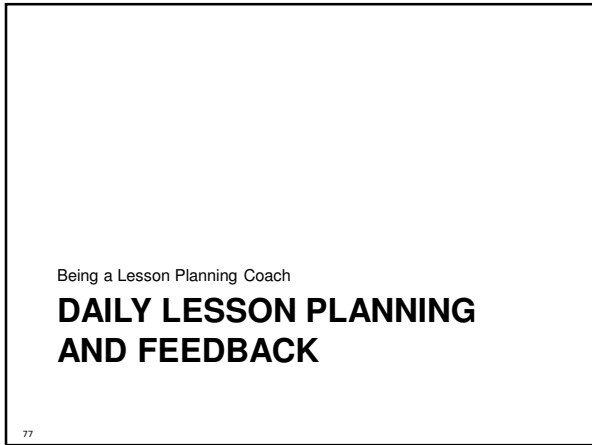 Being a Lesson Planning Coach
DAILY LESSON PLANNING
AND FEEDBACK
77